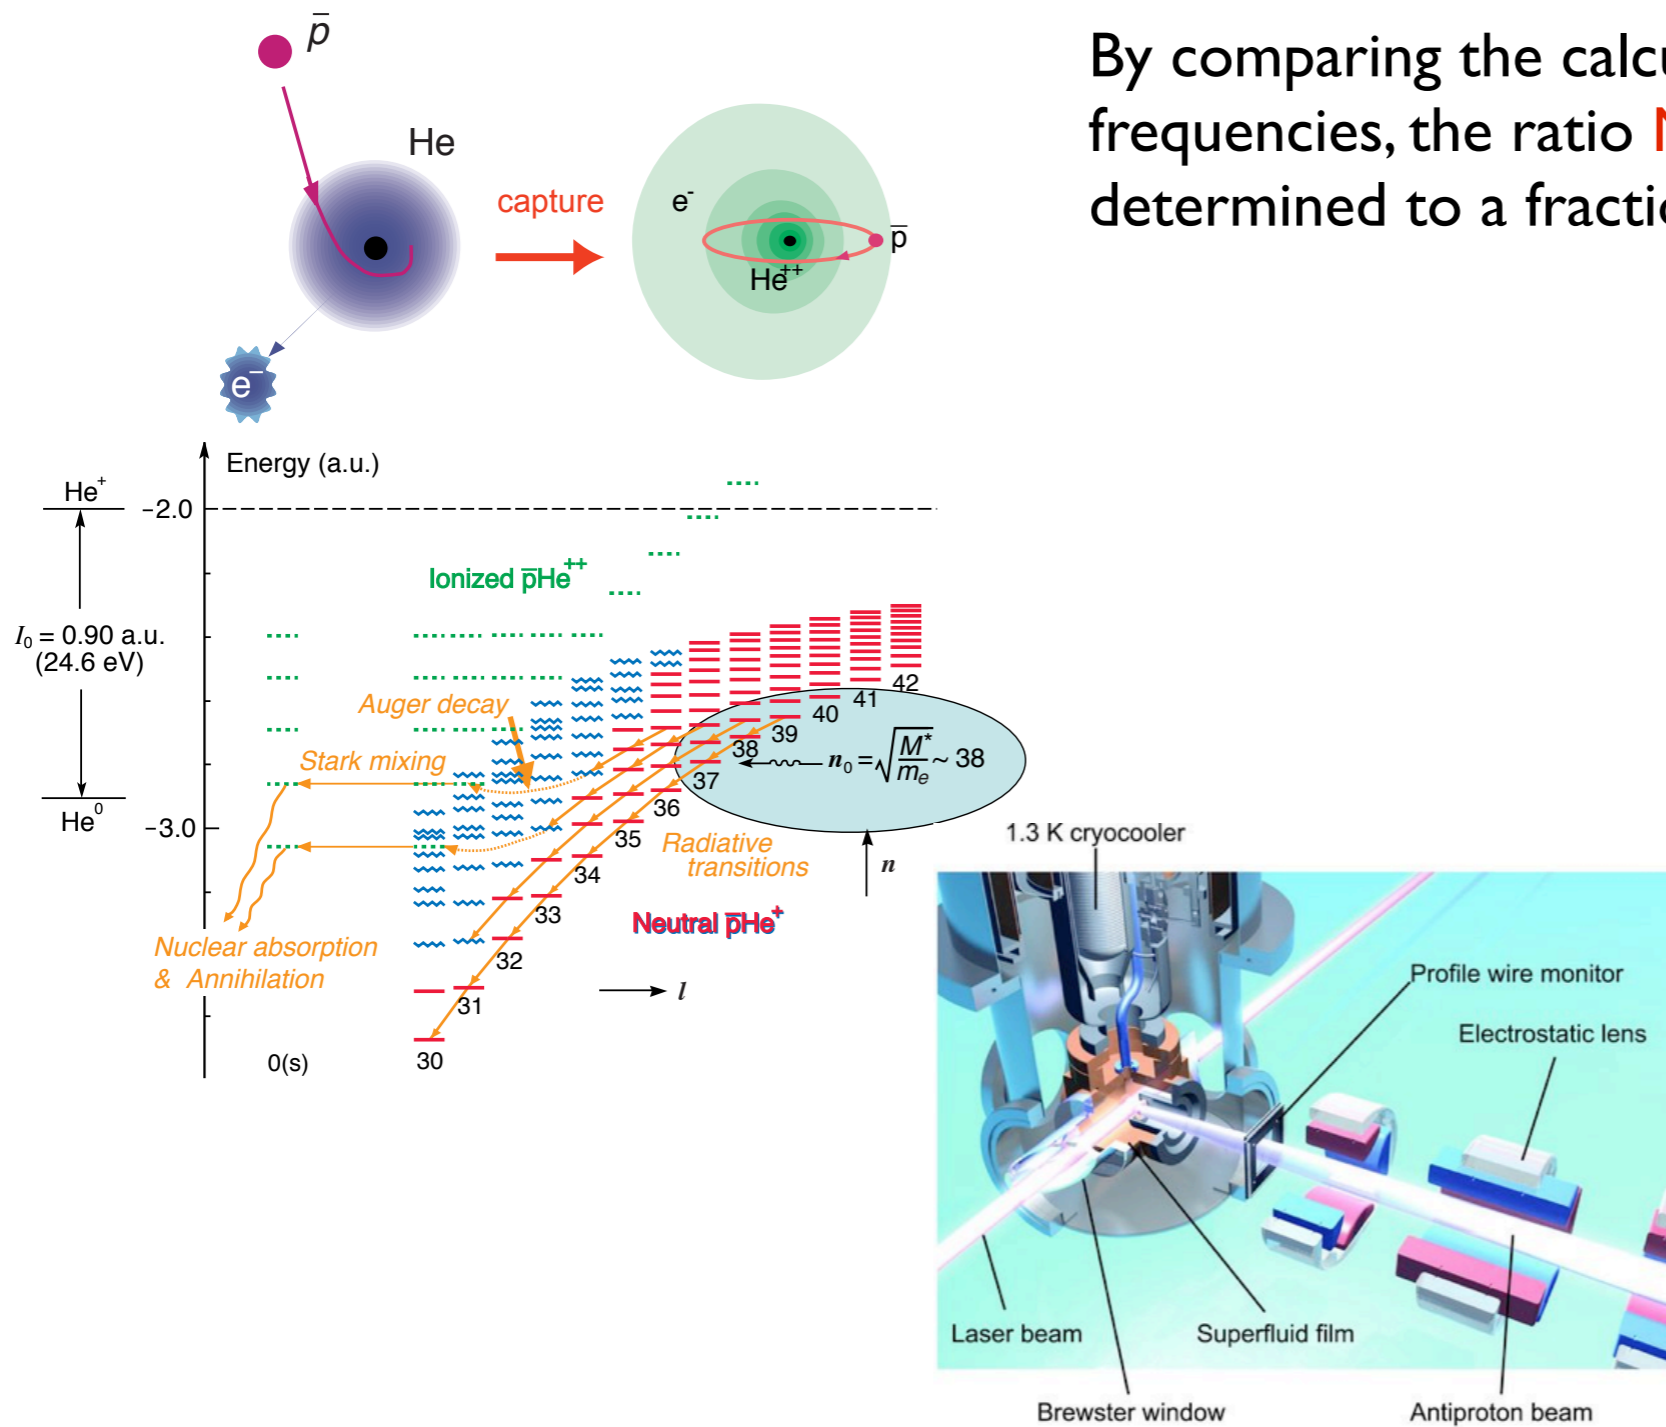 p̄
He
capture
e⁻
p̄
He⁺⁺
e⁻
By comparing the calcu
frequencies, the ratio
determined to a fractio
Energy (a.u.)
He⁺
−2.0
Ionized p̄He⁺⁺
I₀ = 0.90 a.u.
(24.6 eV)
Auger decay
Stark mixing
He⁰
−3.0
n₀ = √(M*/mₑ) ~ 38
42
41
40
39
38
37
36
35
34
33
32
31
30
Radiative
transitions
n
Neutral p̄He⁺
l
Nuclear absorption
& Annihilation
0(s)
1.3 K cryocooler
Profile wire monitor
Electrostatic lens
Laser beam
Superfluid film
Brewster window
Antiproton beam